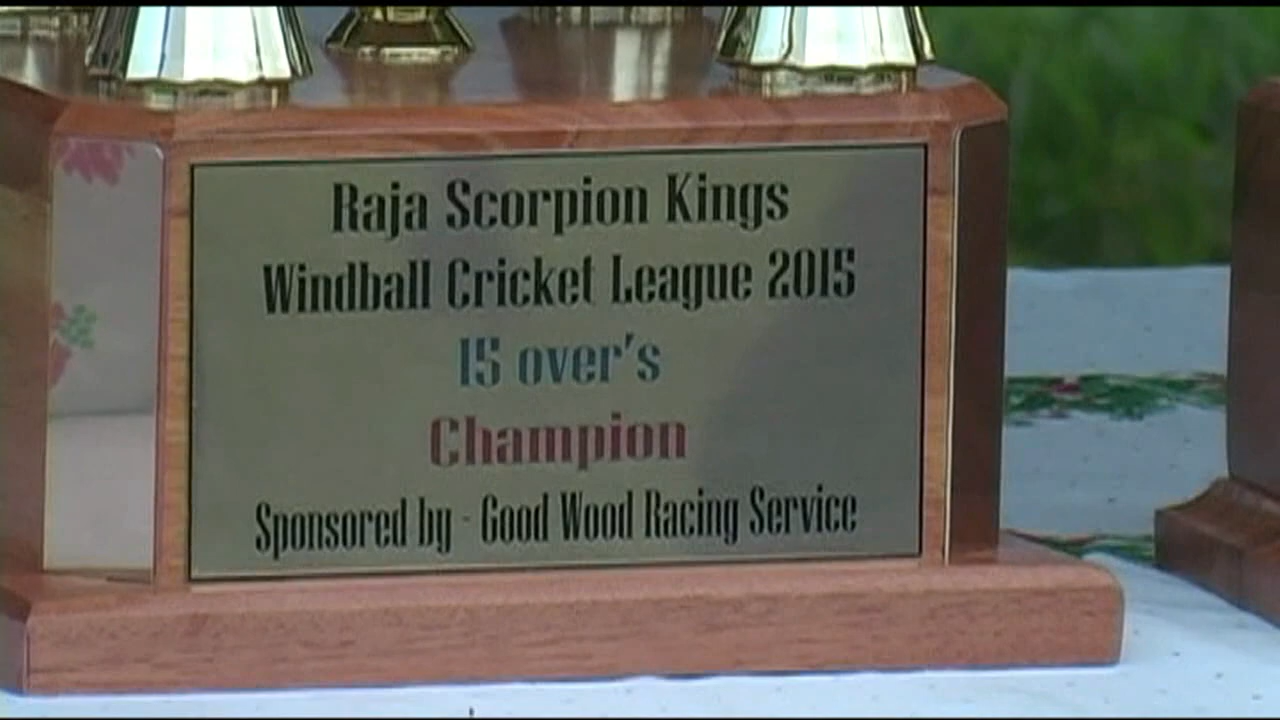 Raja Scorpion Kings
Windball Cricket League 2015
15 over's
Champion
Sponsored by - Good Wood Racing Service